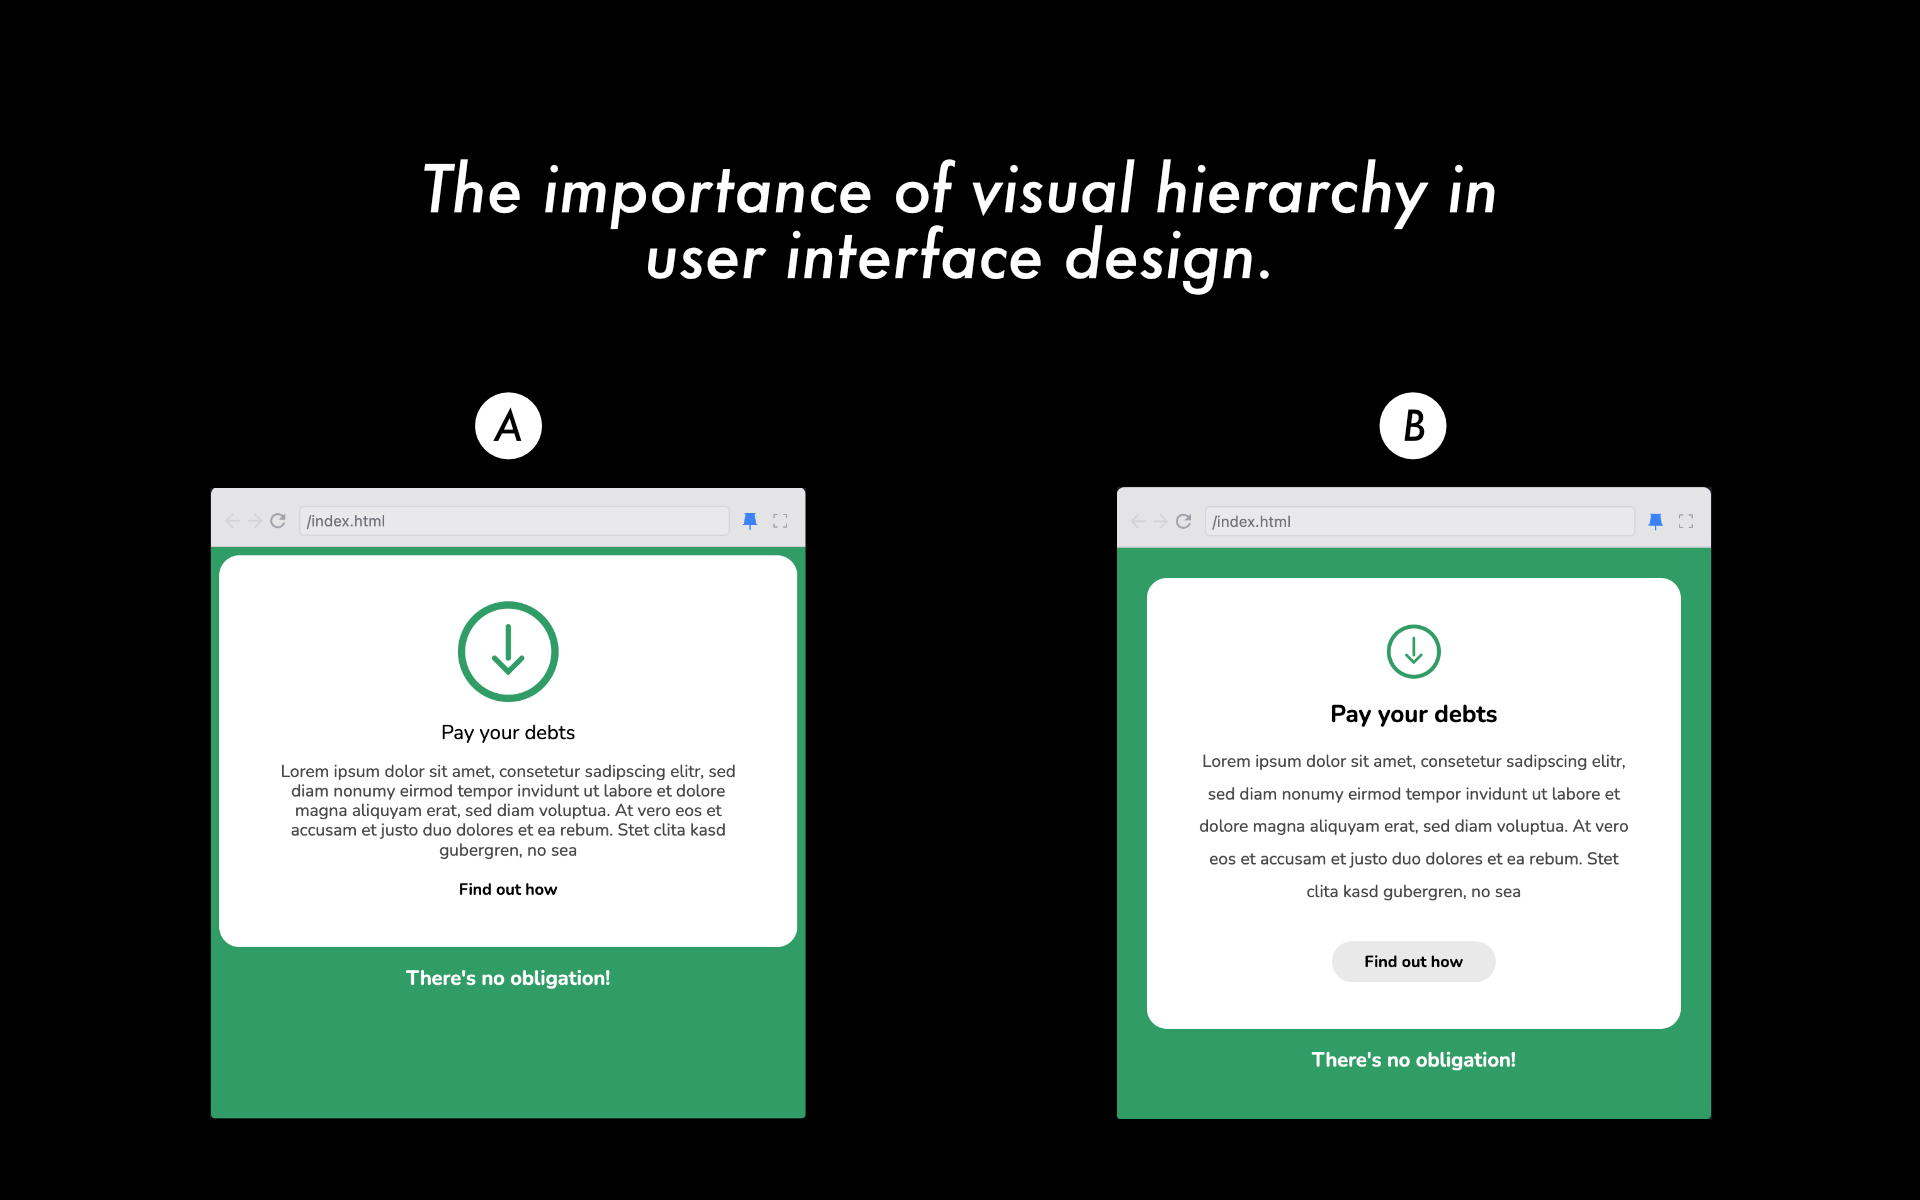 The importance of visual hierarchy in
user interface design.
A
/index.html
Pay your debts
Lorem ipsum dolor sit amet, consetetur sadipscing elitr, sed
diam nonumy eirmod tempor invidunt ut labore et dolore
magna aliquyam erat, sed diam voluptua. At vero eos et
accusam et justo duo dolores et ea rebum. Stet clita kasd
gubergren, no sea
Find out how
There's no obligation!
B
/index.html
Pay your debts
Lorem ipsum dolor sit amet, consetetur sadipscing elitr,
sed diam nonumy eirmod tempor invidunt ut labore et
dolore magna aliquyam erat, sed diam voluptua. At vero
eos et accusam et justo duo dolores et ea rebum. Stet
clita kasd gubergren, no sea
Find out how
There's no obligation!